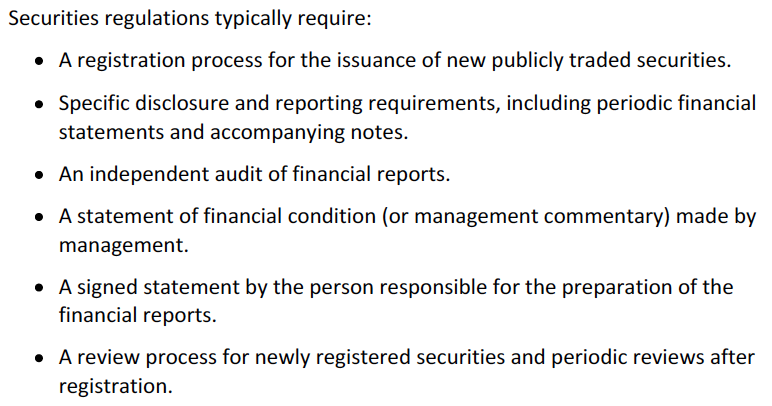 Securities regulations typically require:
• A registration process for the issuance of new publicly traded securities.
• Specific disclosure and reporting requirements, including periodic financial
statements and accompanying notes.
• An independent audit of financial reports.
• A statement of financial condition (or management commentary) made by
management.
• A signed statement by the person responsible for the preparation of the
financial reports.
• A review process for newly registered securities and periodic reviews after
registration.